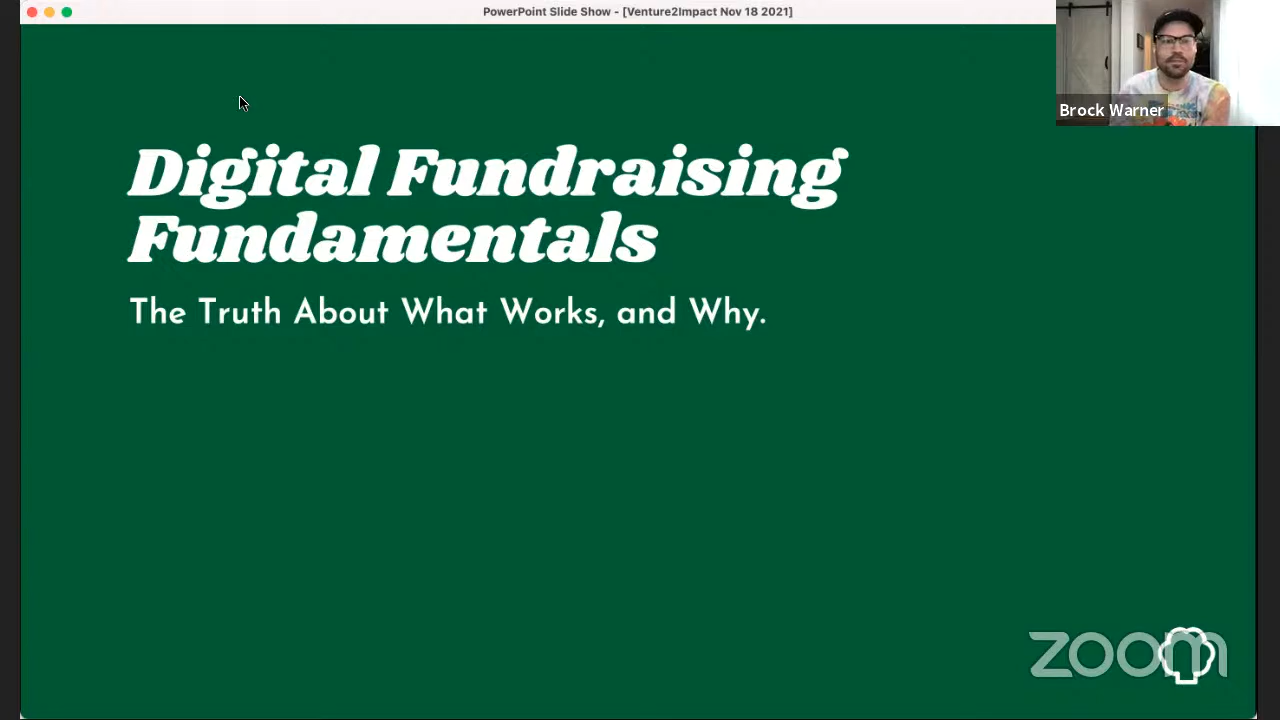 PowerPoint Slide Show - [Venture2Impact Nov 18 2021]
Brock Warner
Digital Fundraising
Fundamentals
The Truth About What Works, and Why.
zoom